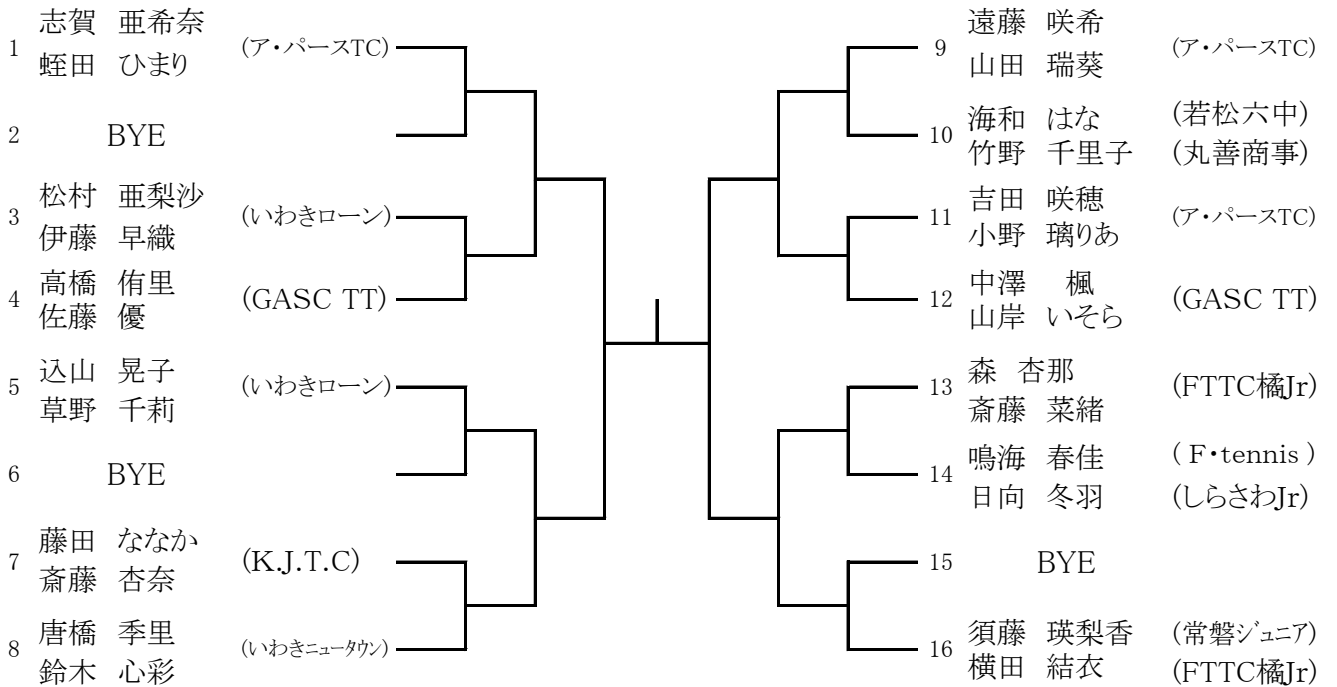 1 志賀 亜希奈 (ア・パースTC)
蛭田 ひまり
2 BYE
3 松村 亜梨沙 (いわきローン)
伊藤 早織
4 高橋 侑里 (GASC TT)
佐藤 優
5 込山 晃子 (いわきローン)
草野 千莉
6 BYE
7 藤田 ななか (K.J.T.C)
斎藤 杏奈
8 唐橋 季里 (いわきニュータウン)
鈴木 心彩
9 遠藤 咲希 (ア・パースTC)
山田 瑞葵
10 海和 はな (若松六中)
竹野 千里子 (丸善商事)
11 吉田 咲穂 (ア・パースTC)
小野 璃りあ
12 中澤 楓 (GASC TT)
山岸 いそら
13 森 杏那 (FTTC橘Jr)
斎藤 菜緒
14 鳴海 春佳 (F・tennis)
日向 冬羽 (しらさわJr)
15 BYE
16 須藤 瑛梨香 (常磐ジュニア)
横田 結衣 (FTTC橘Jr)